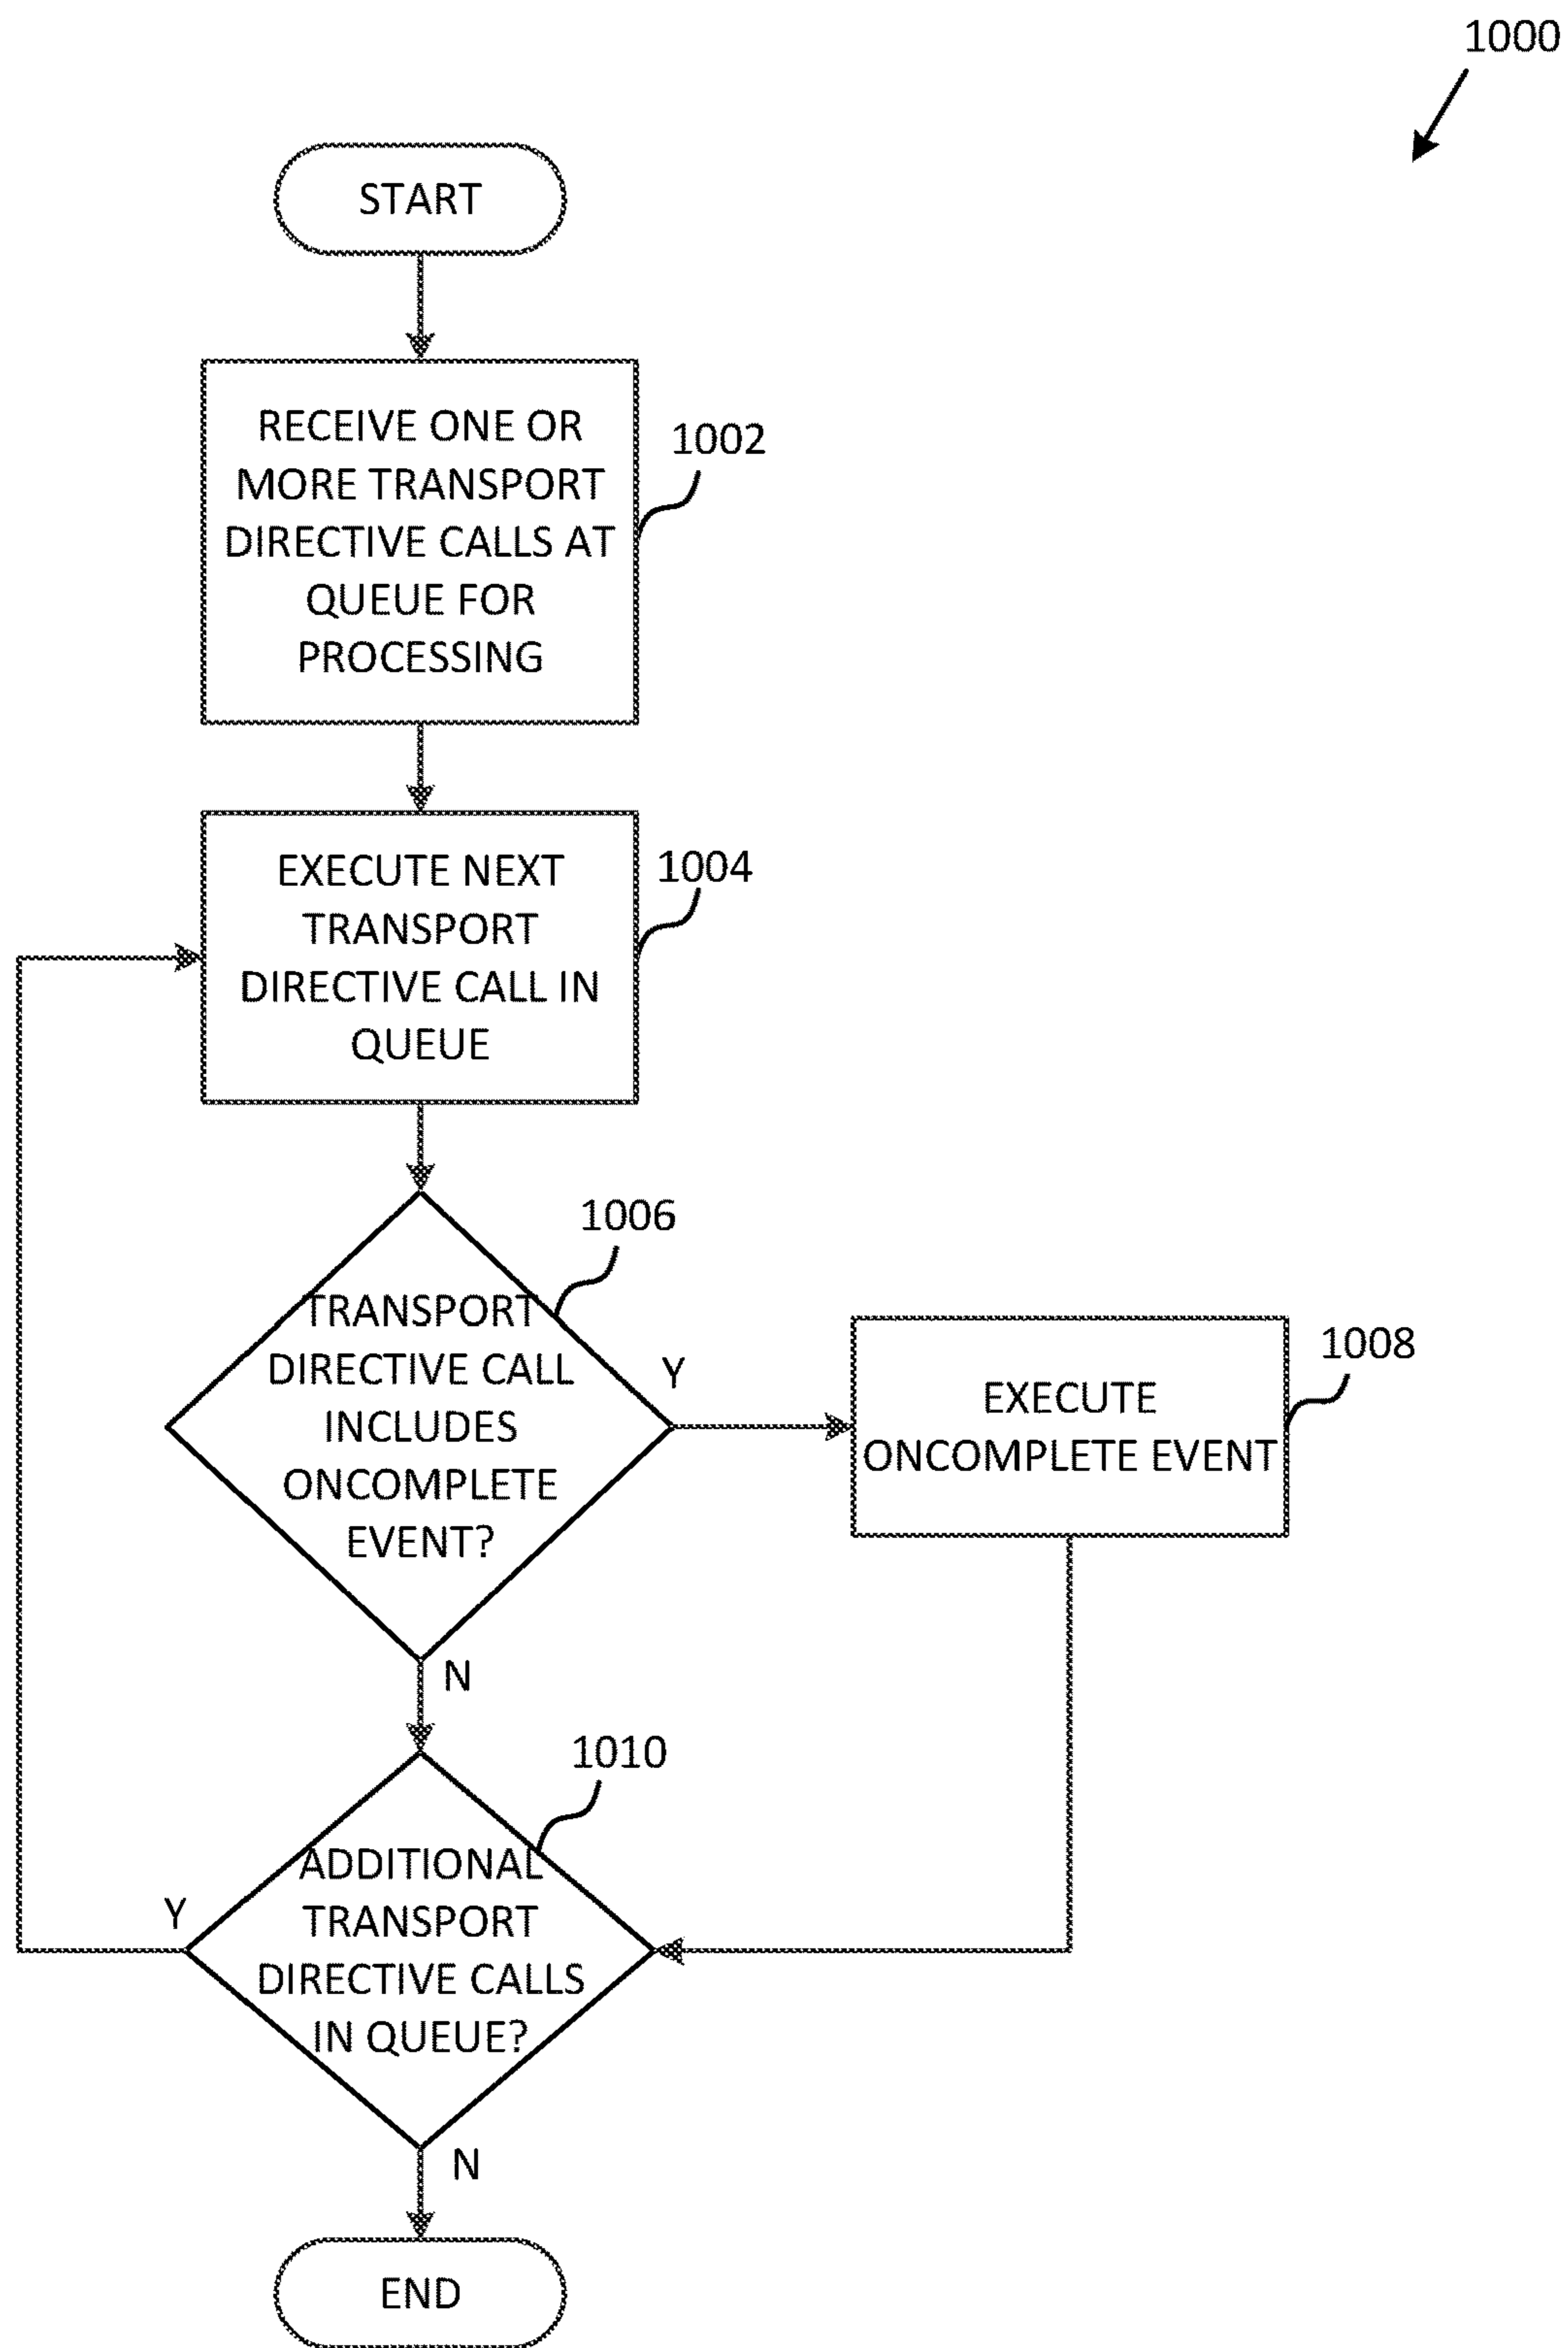 1000
START
RECEIVE ONE OR
MORE TRANSPORT
DIRECTIVE CALLS AT
QUEUE FOR
PROCESSING
1002
EXECUTE NEXT
TRANSPORT
DIRECTIVE CALL IN
QUEUE
1004
TRANSPORT
DIRECTIVE CALL
INCLUDES
ONCOMPLETE
EVENT?
1006
Y
EXECUTE
ONCOMPLETE EVENT
1008
N
ADDITIONAL
TRANSPORT
DIRECTIVE CALLS
IN QUEUE?
1010
Y
N
END